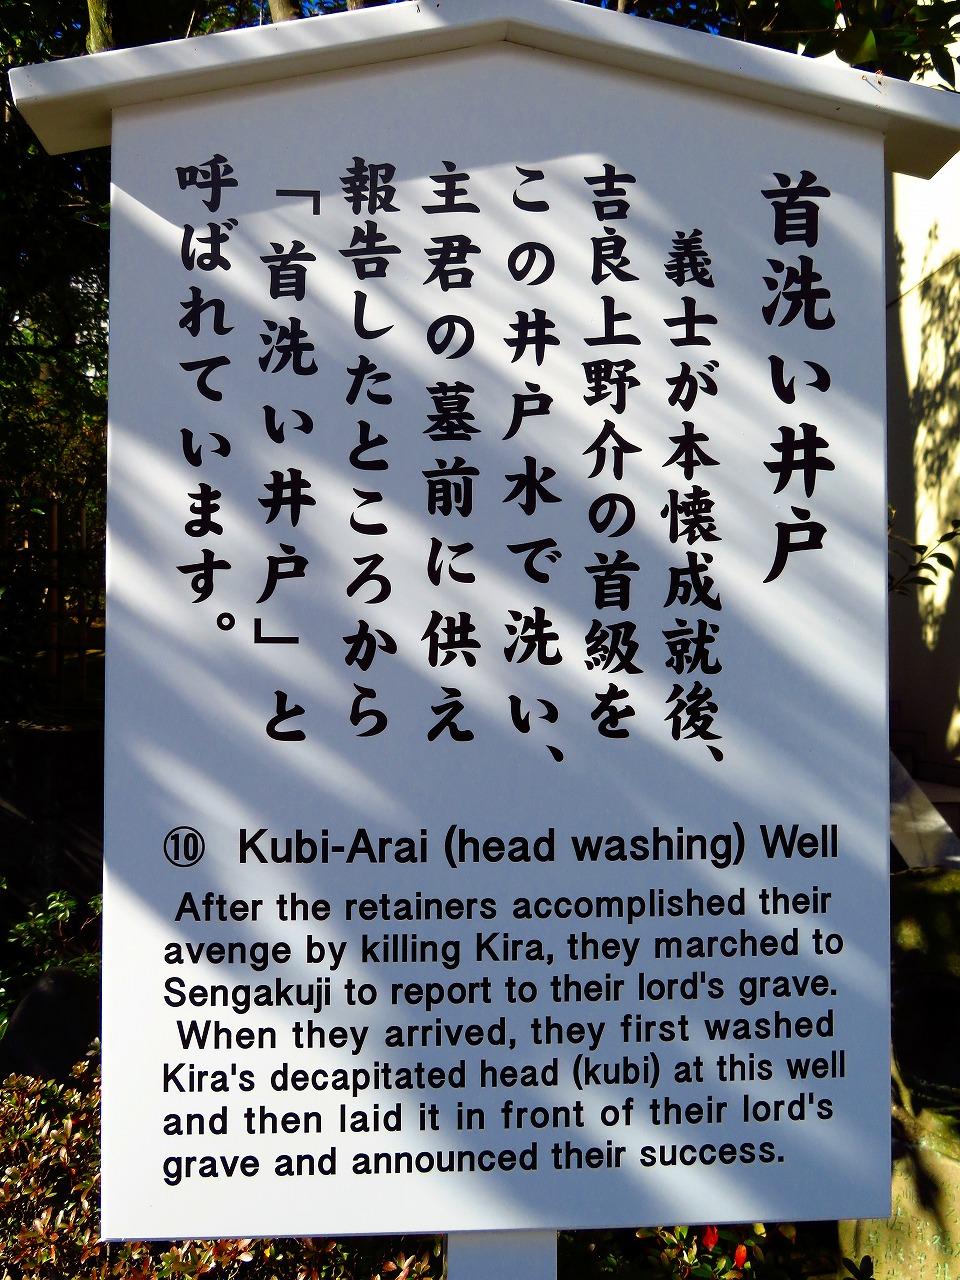 首洗い井戸
義士が本懐成就後、
吉良上野介の首級を
この井戸水で洗い、
主君の墓前に供え
報告したところから
「首洗い井戸」と
呼ばれています。
⑩ Kubi-Arai (head washing) Well
After the retainers accomplished their
avenge by killing Kira, they marched to
Sengakuji to report to their lord's grave.
When they arrived, they first washed
Kira's decapitated head (kubi) at this well
and then laid it in front of their lord's
grave and announced their success.